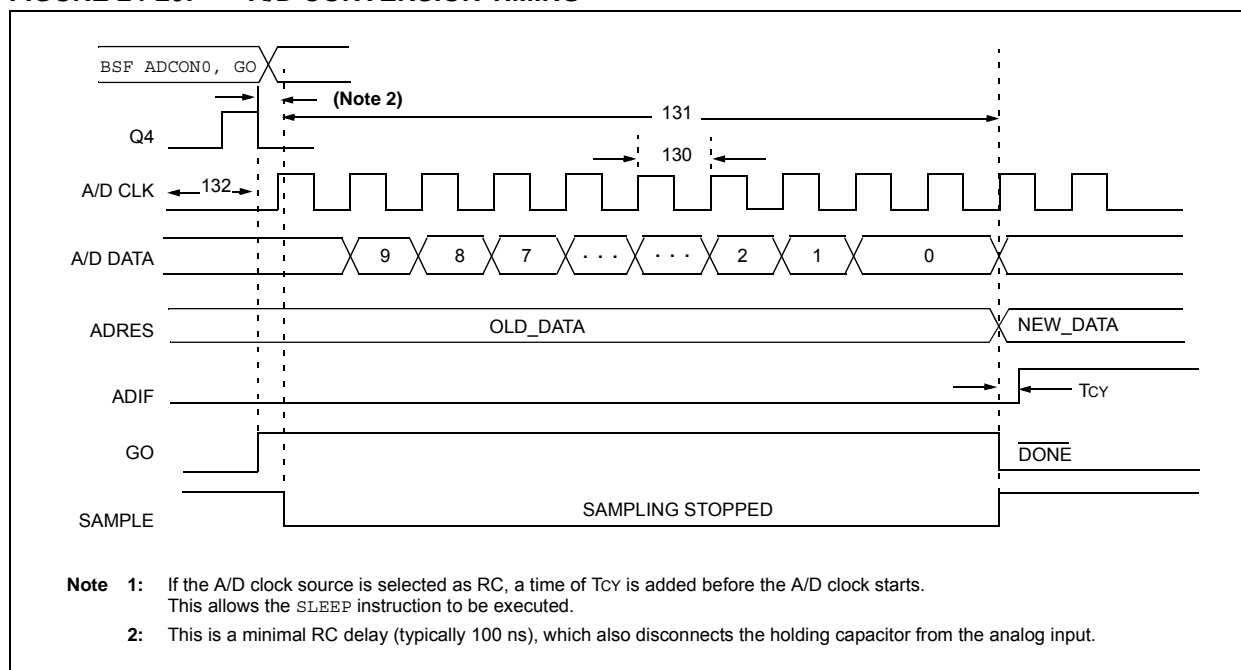 BSF ADCON0, GO
(Note 2)
131
Q4
130
A/D CLK
132
A/D DATA
9 8 7 . . . . . . 2 1 0
ADRES
OLD_DATA
NEW_DATA
ADIF
TCY
GO
DONE
SAMPLE
SAMPLING STOPPED
Note 1: If the A/D clock source is selected as RC, a time of TCY is added before the A/D clock starts.
This allows the SLEEP instruction to be executed.
2: This is a minimal RC delay (typically 100 ns), which also disconnects the holding capacitor from the analog input.